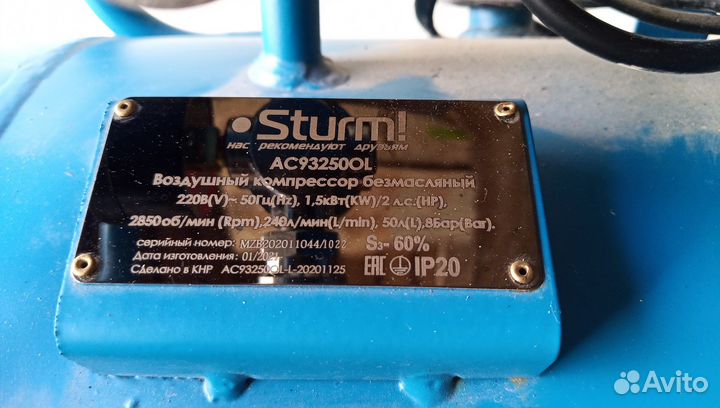 Sturm!
нас рекомендуют друзьям
AC93250OL
Воздушный компрессор безмасляный
220В(V)~ 50Гц(Hz), 1,5кВт(KW)/2 л.с.(HP),
2850об/мин (Rpm),240л/мин(L/min), 50л(L),8Бар(Bar).
серийный номер: MZB202011044/1022 S3- 60%
Дата изготовления: 01/2021
Сделано в КНР AC93250OL-L-20201125 EAC IP20
Avito